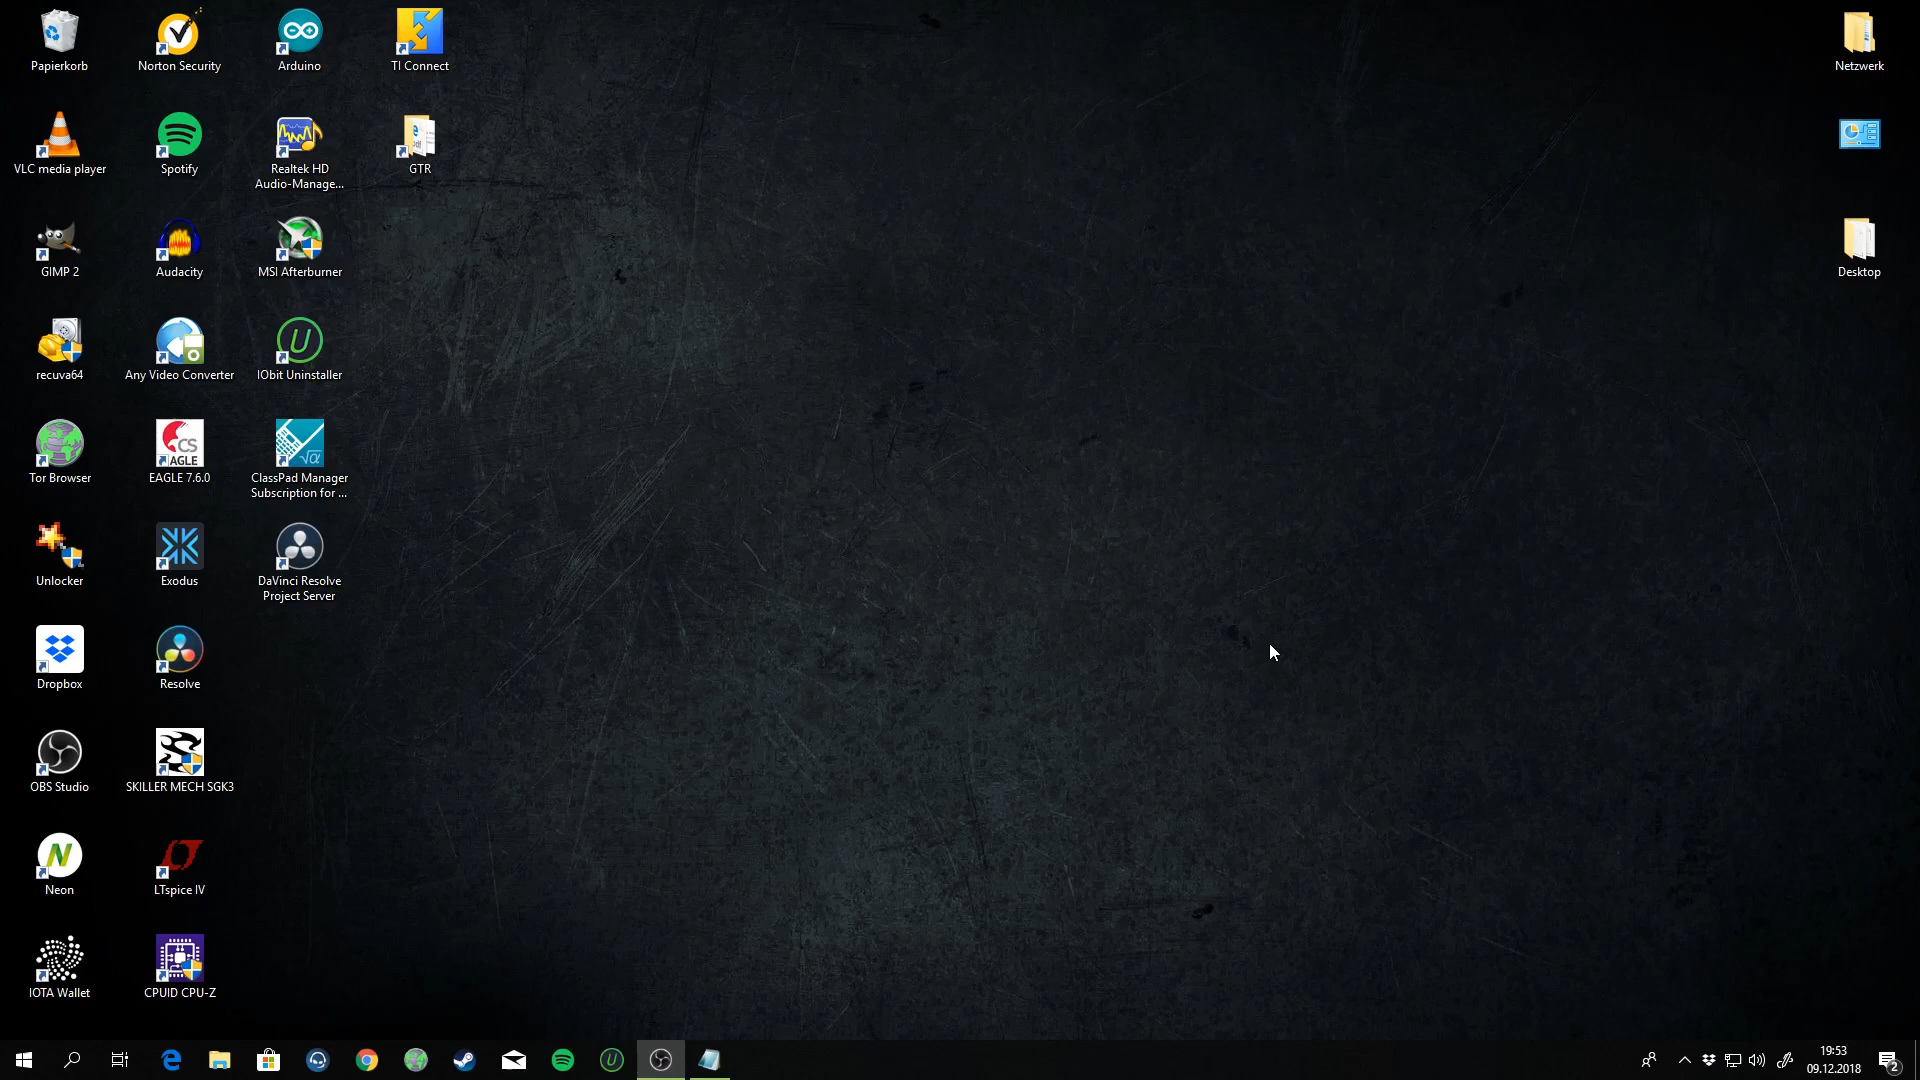 Papierkorb
Norton Security
Arduino
TI Connect
Netzwerk
VLC media player
Spotify
Realtek HD
Audio-Manage...
GTR
GIMP 2
Audacity
MSI Afterburner
Desktop
recuva64
Any Video Converter
IObit Uninstaller
CS
AGLE
Tor Browser
EAGLE 7.6.0
ClassPad Manager
Subscription for ...
Unlocker
Exodus
DaVinci Resolve
Project Server
Dropbox
Resolve
OBS Studio
SKILLER MECH SGK3
Neon
LTspice IV
IOTA Wallet
CPUID CPU-Z
19:53
09.12.2018
2